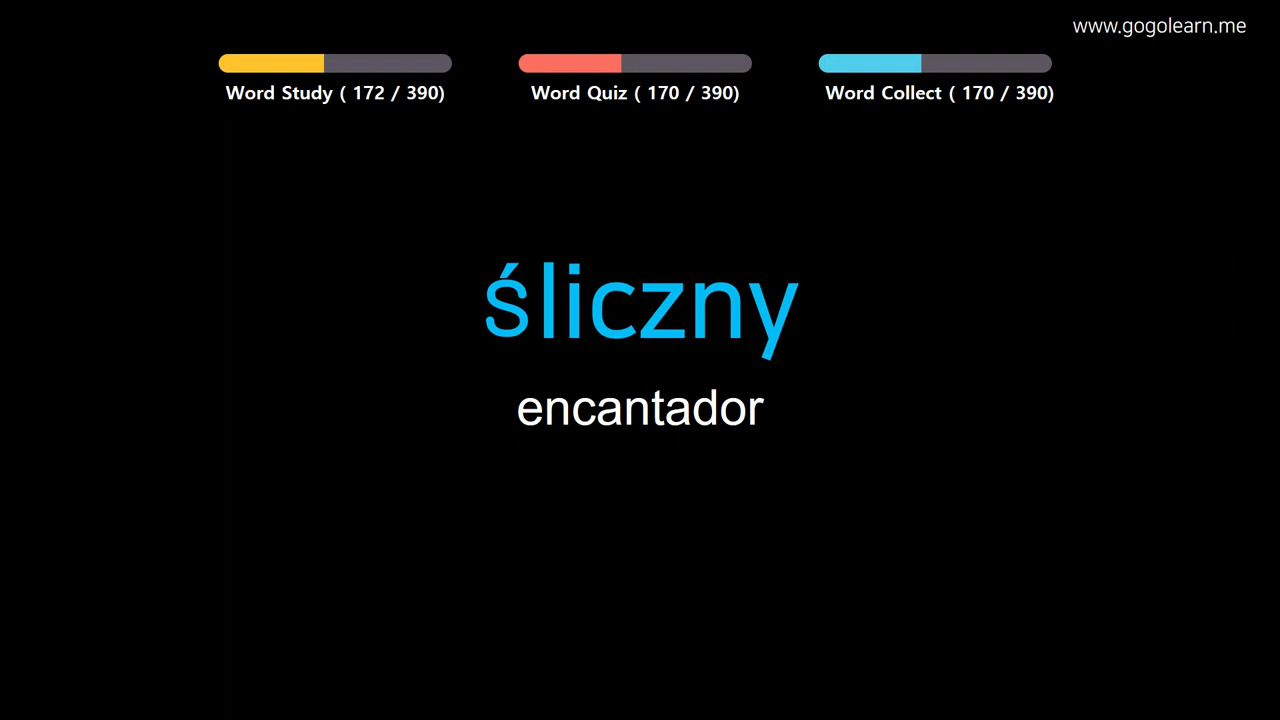 www.gogolearn.me
Word Study ( 172 / 390)
Word Quiz ( 170 / 390)
Word Collect ( 170 / 390)
śliczny
encantador